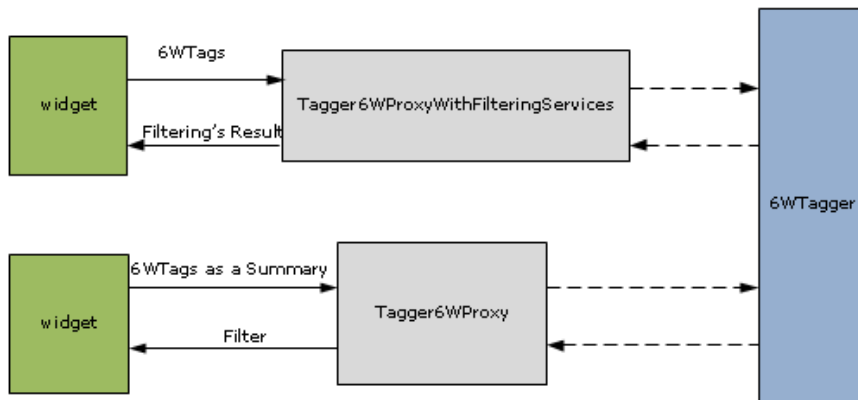 6WTags
widget
Tagger6WProxyWithFilteringServices
Filtering's Result
6WTagger
6WTags as a Summary
widget
Tagger6WProxy
Filter